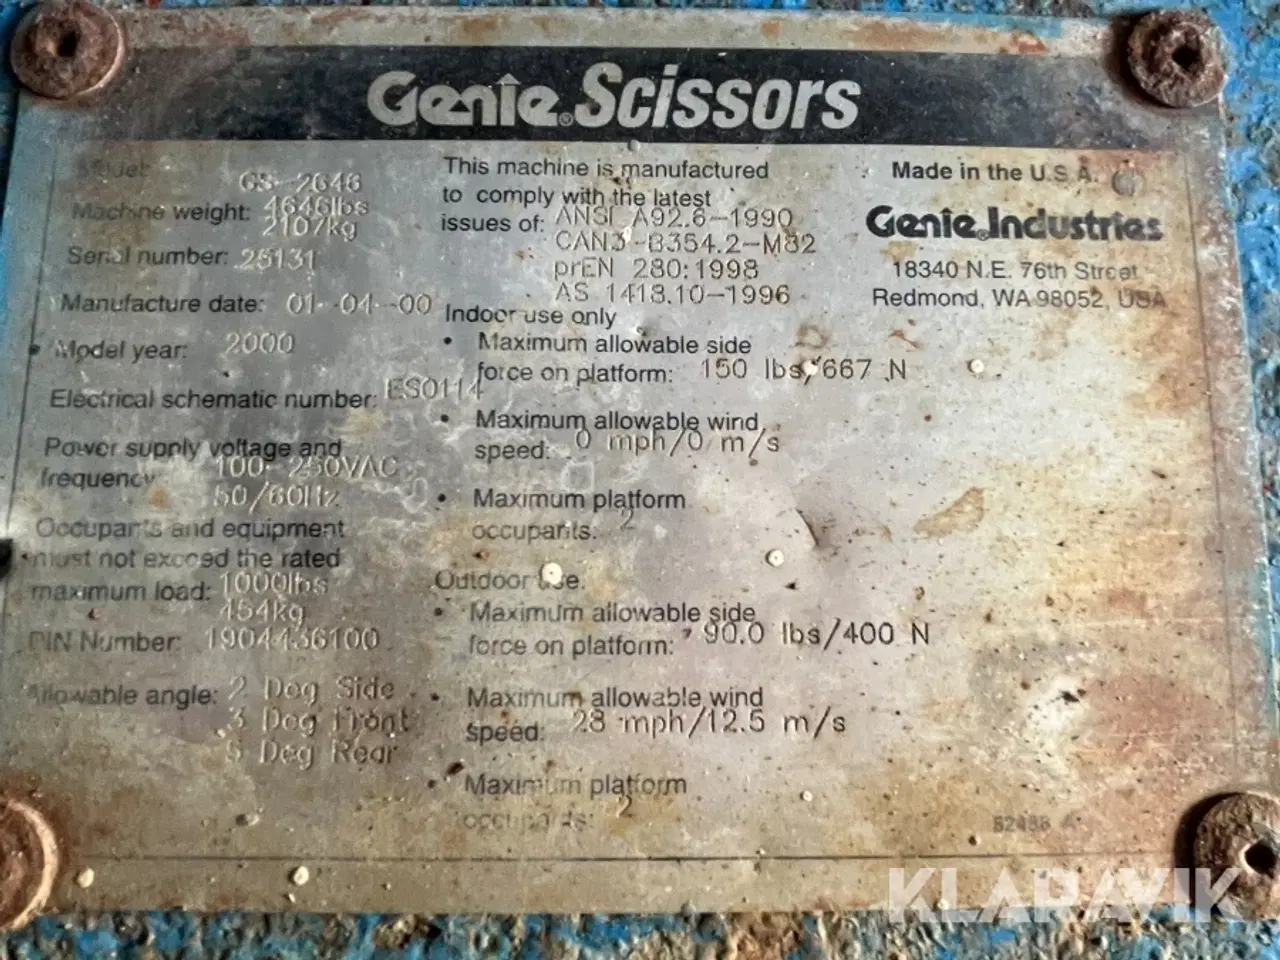 Genie® Scissors
Model: GS-2646
Machine weight: 4646lbs
2107kg
Serial number: 25131
Manufacture date: 01-04-00
Model year: 2000
Electrical schematic number: ES0114
Power supply voltage and
frequency: 100-250VAC
50/60Hz
Occupants and equipment
must not exceed the rated
maximum load: 1000lbs
454kg
PIN Number: 1904436100
Allowable angle: 2 Deg Side
3 Deg Front
Deg Rear
This machine is manufactured
to comply with the latest
issues of: ANSI A92.6-1990
CAN3-B354.2-M82
prEN 280:1998
AS 1418.10-1996
Indoor use only
• Maximum allowable side
force on platform: 150 lbs/667 N
• Maximum allowable wind
speed: 0 mph/0 m/s
• Maximum platform
occupants: 2
Outdoor use:
• Maximum allowable side
force on platform: 90.0 lbs/400 N
• Maximum allowable wind
speed: 28 mph/12.5 m/s
• Maximum platform
occupants: 2
Made in the U.S.A.
Genie® Industries
18340 N.E. 76th Street
Redmond, WA 98052, USA
KLARAVIK